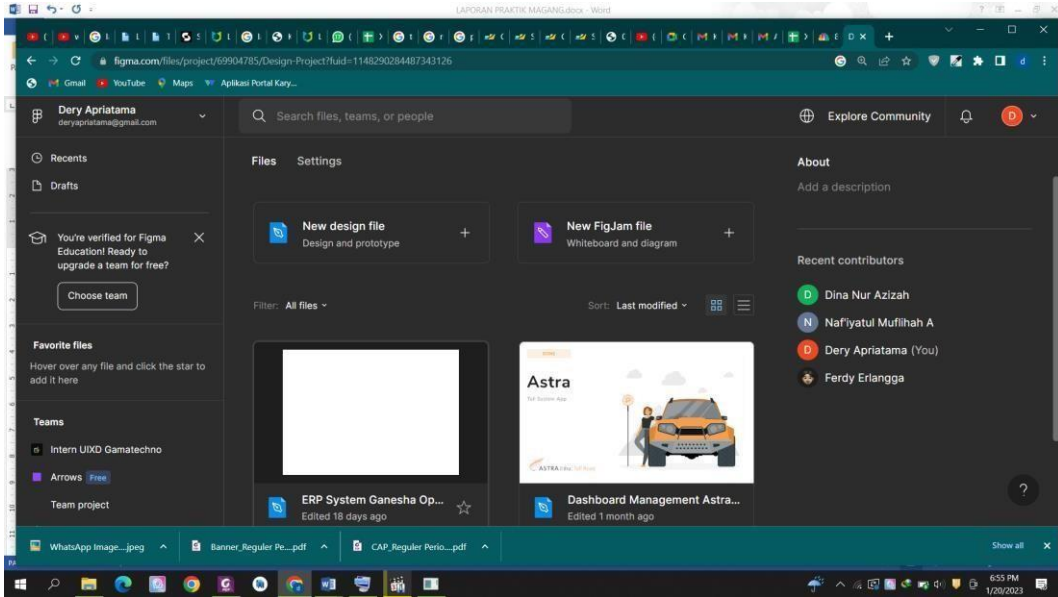 LAPORAN PRAKTIK MAGANG.docx - Word
figma.com/files/project/69904785/Design-Project?fuid=1148290284487343126
Gmail
YouTube
Maps
Aplikasi Portal Kary...
Dery Apriatama
deryapriatama@gmail.com
Search files, teams, or people
Explore Community
D
Recents
Drafts
Files
Settings
About
Add a description
You're verified for Figma
Education! Ready to
upgrade a team for free?
Choose team
New design file
Design and prototype
New FigJam file
Whiteboard and diagram
Recent contributors
D Dina Nur Azizah
N Naf'iyatul Muflihah A
D Dery Apriatama (You)
Ferdy Erlangga
Filter: All files
Sort: Last modified
Favorite files
Hover over any file and click the star to
add it here
Teams
Intern UIXD Gamatechno
Arrows Free
Team project
Astra
Toll System App
ASTRA
ERP System Ganesha Op...
Edited 18 days ago
Dashboard Management Astra...
Edited 1 month ago
?
WhatsApp Image....jpeg
Banner_Reguler Pe....pdf
CAP_Reguler Perio....pdf
Show all
6:55 PM
1/20/2023